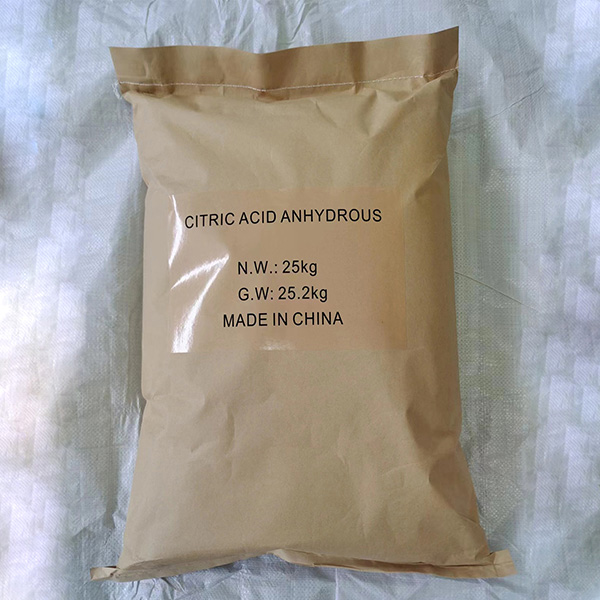 CITRIC ACID ANHYDROUS
N.W.: 25kg
G.W: 25.2kg
MADE IN CHINA